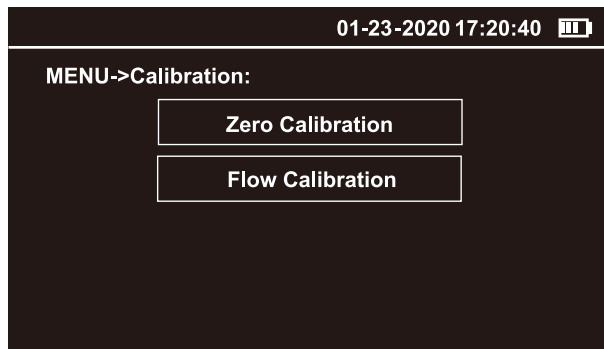 01-23-2020 17:20:40
MENU->Calibration:
Zero Calibration
Flow Calibration